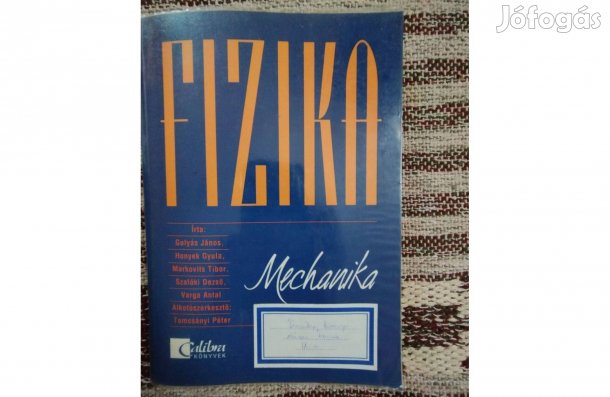 Jófogás
FIZIKA
Írta:
Gulyás János,
Honyek Gyula,
Markovits Tibor,
Szalóki Dezső,
Varga Antal
Alkotószerkesztő:
Tomcsányi Péter
Mechanika
Calibra
KÖNYVEK